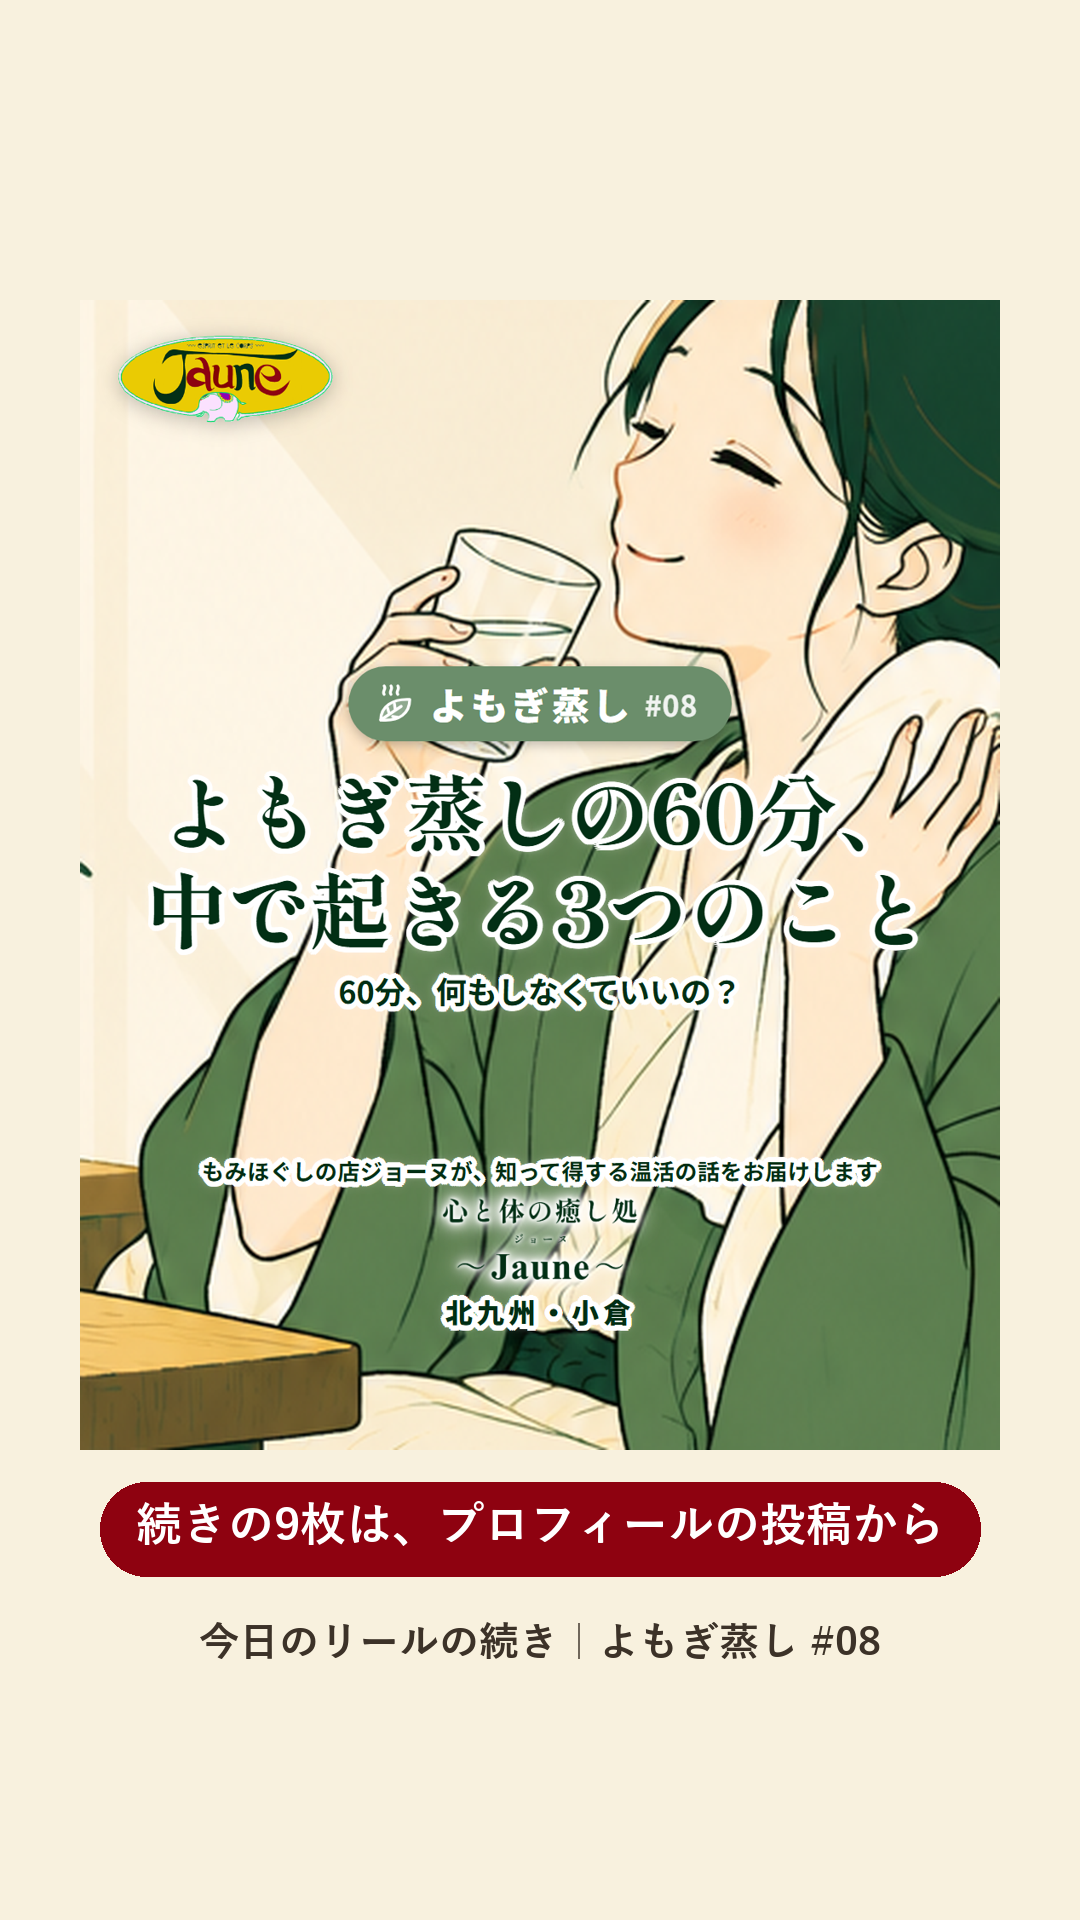 ESPRIT ET LE CORPS
Jaune
よもぎ蒸し #08
よもぎ蒸しの60分、
中で起きる3つのこと
60分、何もしなくていいの？
もみほぐしの店ジョーヌが、知って得する温活の話をお届けします
心と体の癒し処
ジョーヌ
～Jaune～
北九州・小倉
続きの9枚は、プロフィールの投稿から
今日のリールの続き｜よもぎ蒸し #08